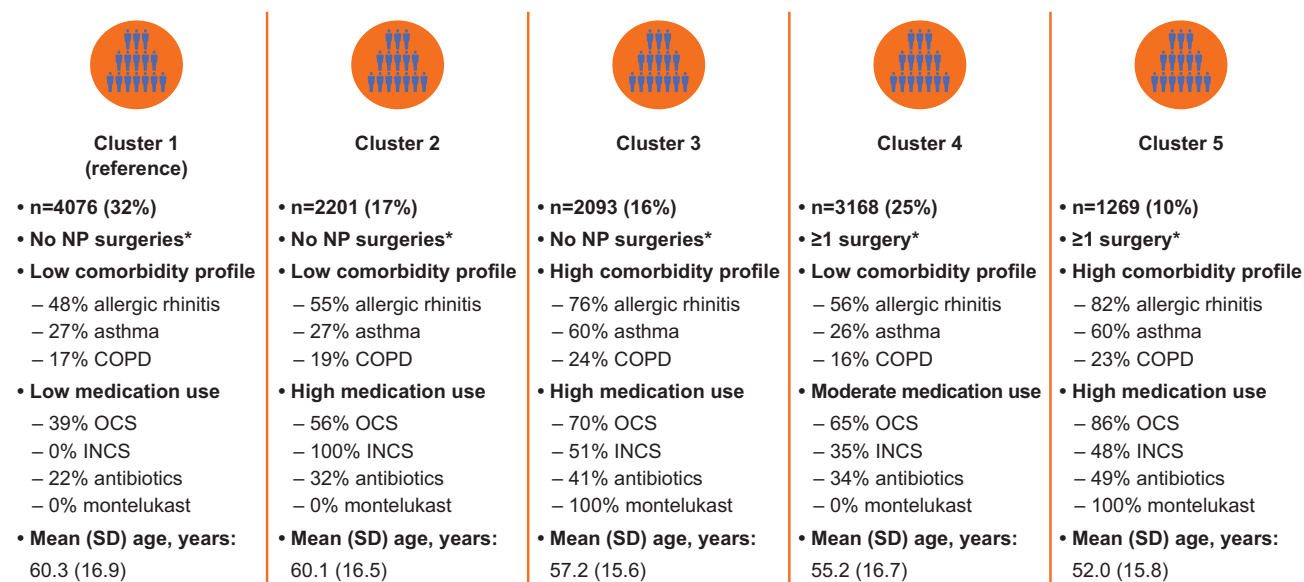 Cluster 1
(reference)
• n=4076 (32%)
• No NP surgeries*
• Low comorbidity profile
– 48% allergic rhinitis
– 27% asthma
– 17% COPD
• Low medication use
– 39% OCS
– 0% INCS
– 22% antibiotics
– 0% montelukast
• Mean (SD) age, years:
60.3 (16.9)
Cluster 2
• n=2201 (17%)
• No NP surgeries*
• Low comorbidity profile
– 55% allergic rhinitis
– 27% asthma
– 19% COPD
• High medication use
– 56% OCS
– 100% INCS
– 32% antibiotics
– 0% montelukast
• Mean (SD) age, years:
60.1 (16.5)
Cluster 3
• n=2093 (16%)
• No NP surgeries*
• High comorbidity profile
– 76% allergic rhinitis
– 60% asthma
– 24% COPD
• High medication use
– 70% OCS
– 51% INCS
– 41% antibiotics
– 100% montelukast
• Mean (SD) age, years:
57.2 (15.6)
Cluster 4
• n=3168 (25%)
• ≥1 surgery*
• Low comorbidity profile
– 56% allergic rhinitis
– 26% asthma
– 16% COPD
• Moderate medication use
– 65% OCS
– 35% INCS
– 34% antibiotics
– 0% montelukast
• Mean (SD) age, years:
55.2 (16.7)
Cluster 5
• n=1269 (10%)
• ≥1 surgery*
• High comorbidity profile
– 82% allergic rhinitis
– 60% asthma
– 23% COPD
• High medication use
– 86% OCS
– 48% INCS
– 49% antibiotics
– 100% montelukast
• Mean (SD) age, years:
52.0 (15.8)